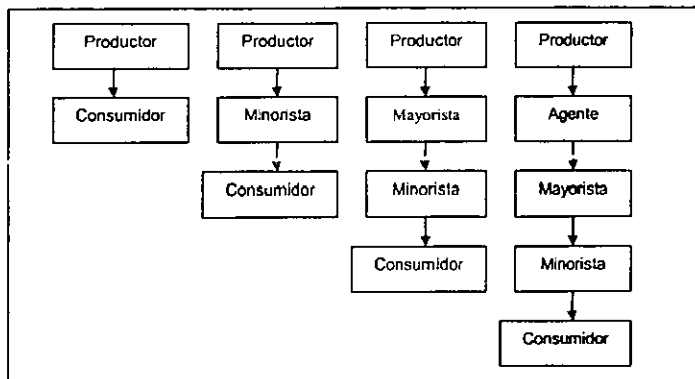 Productor Productor Productor Productor
Consumidor Minorista Mayorista Agente
Consumidor Minorista Mayorista
Consumidor Minorista
Consumidor